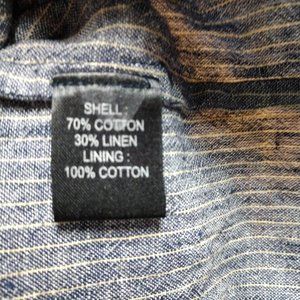 SHELL :
70% COTTON
30% LINEN
LINING :
100% COTTON